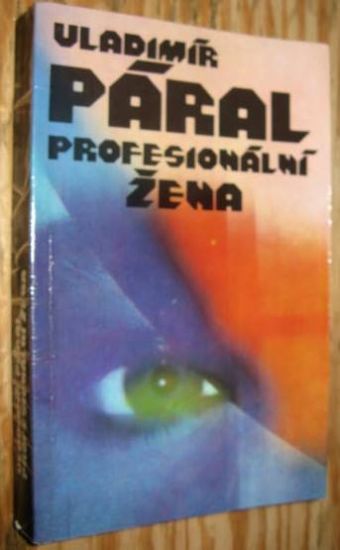 VLADIMÍR
PÁRAL
PROFESIONÁLNÍ
ŽENA